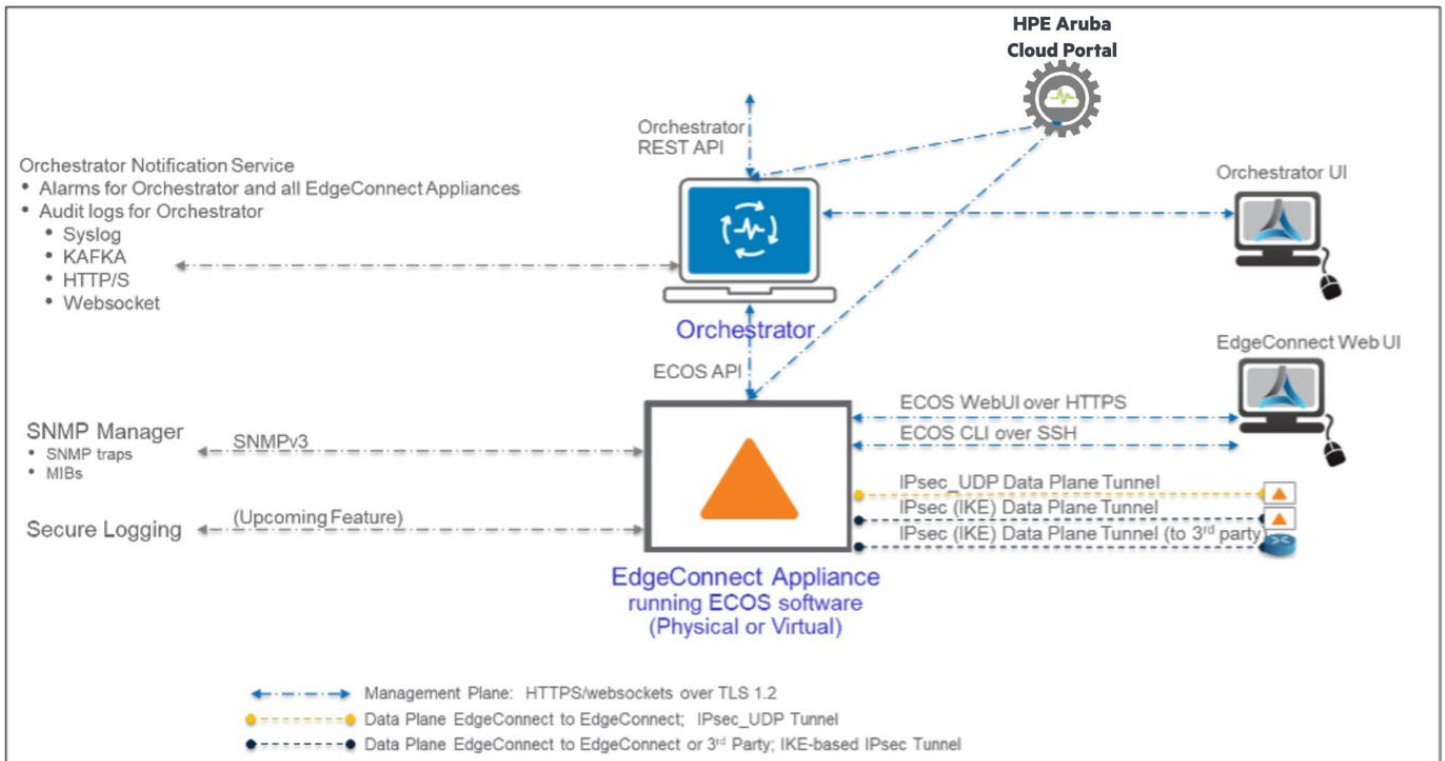 HPE Aruba
Cloud Portal
Orchestrator
REST API
Orchestrator Notification Service
• Alarms for Orchestrator and all EdgeConnect Appliances
• Audit logs for Orchestrator
• Syslog
• KAFKA
• HTTP/S
• Websocket
Orchestrator UI
Orchestrator
EdgeConnect Web UI
ECOS API
ECOS WebUI over HTTPS
ECOS CLI over SSH
SNMP Manager
• SNMP traps
• MIBs
SNMPv3
IPsec_UDP Data Plane Tunnel
IPsec (IKE) Data Plane Tunnel
IPsec (IKE) Data Plane Tunnel (to 3rd party)
Secure Logging
(Upcoming Feature)
EdgeConnect Appliance
running ECOS software
(Physical or Virtual)
Management Plane: HTTPS/websockets over TLS 1.2
Data Plane EdgeConnect to EdgeConnect; IPsec_UDP Tunnel
Data Plane EdgeConnect to EdgeConnect or 3rd Party; IKE-based IPsec Tunnel